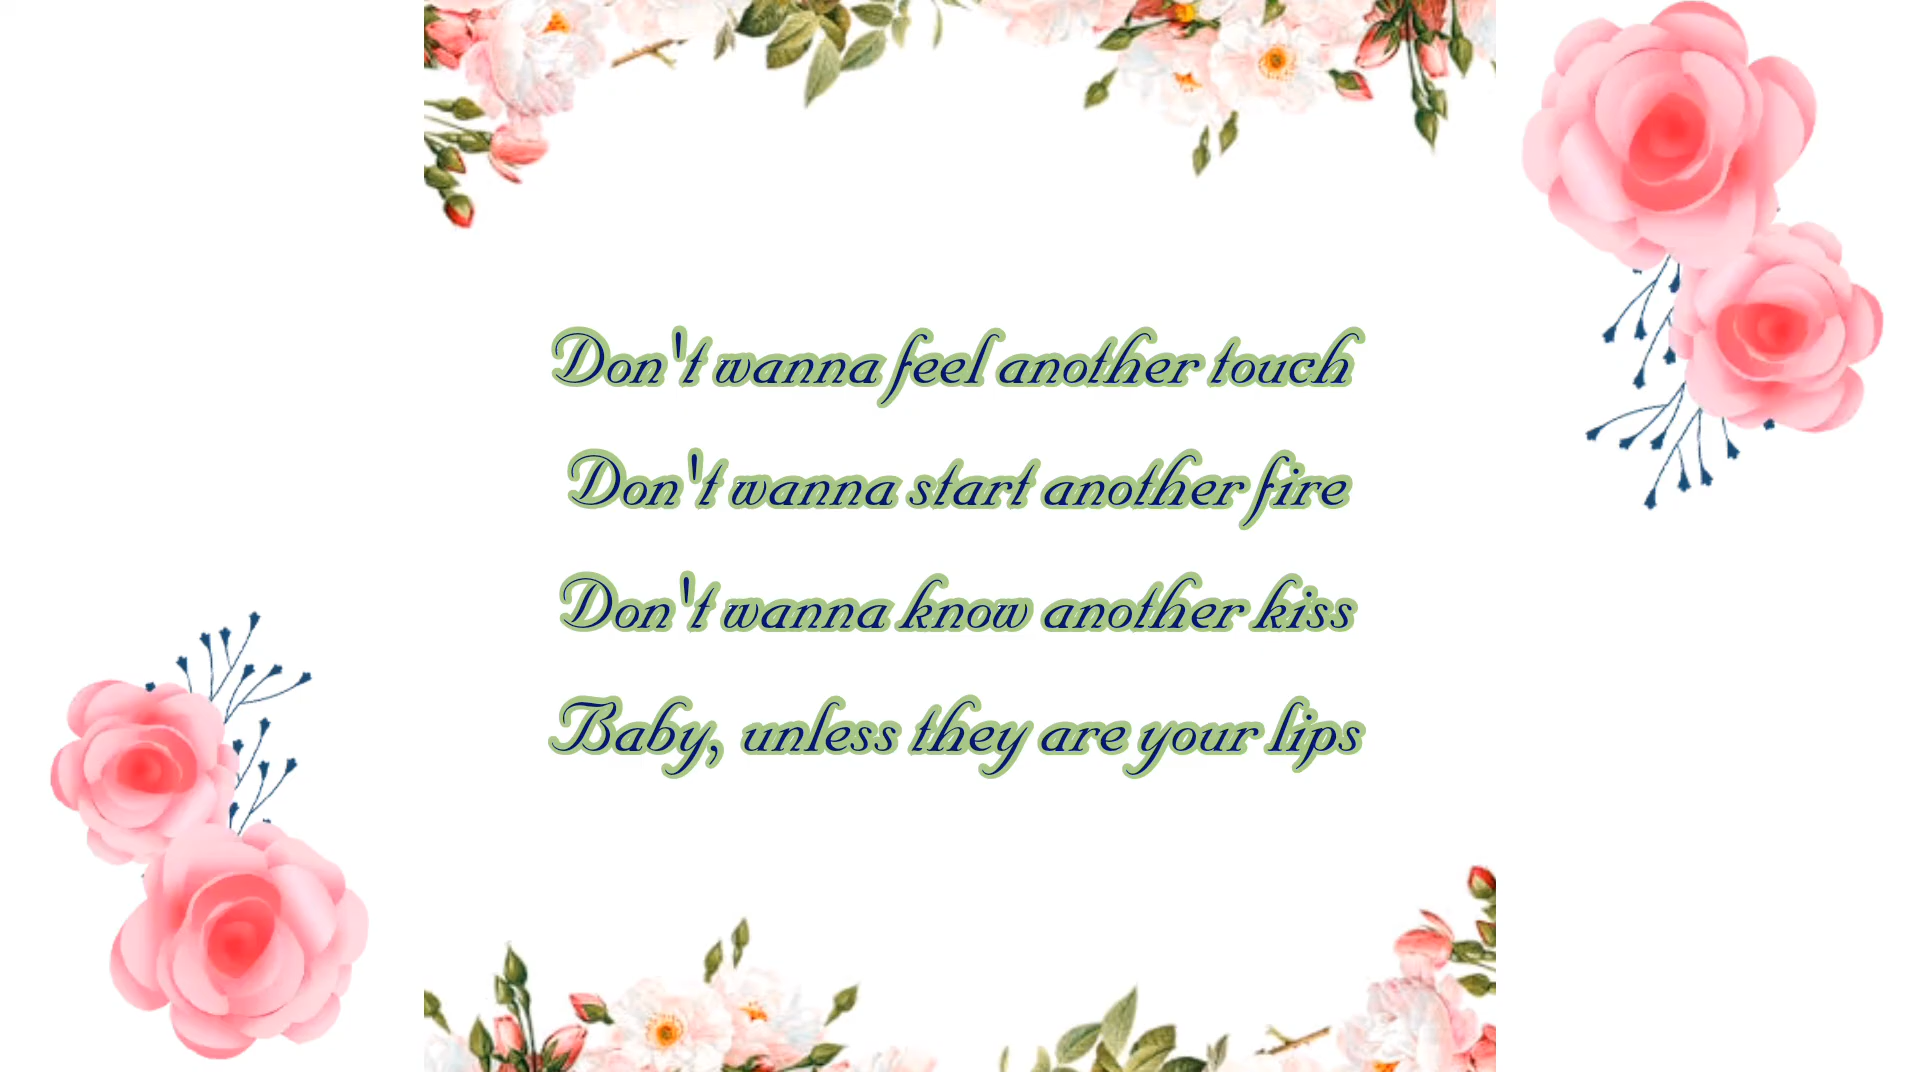 Don't wanna feel another touch
Don't wanna start another fire
Don't wanna know another kiss
Baby, unless they are your lips